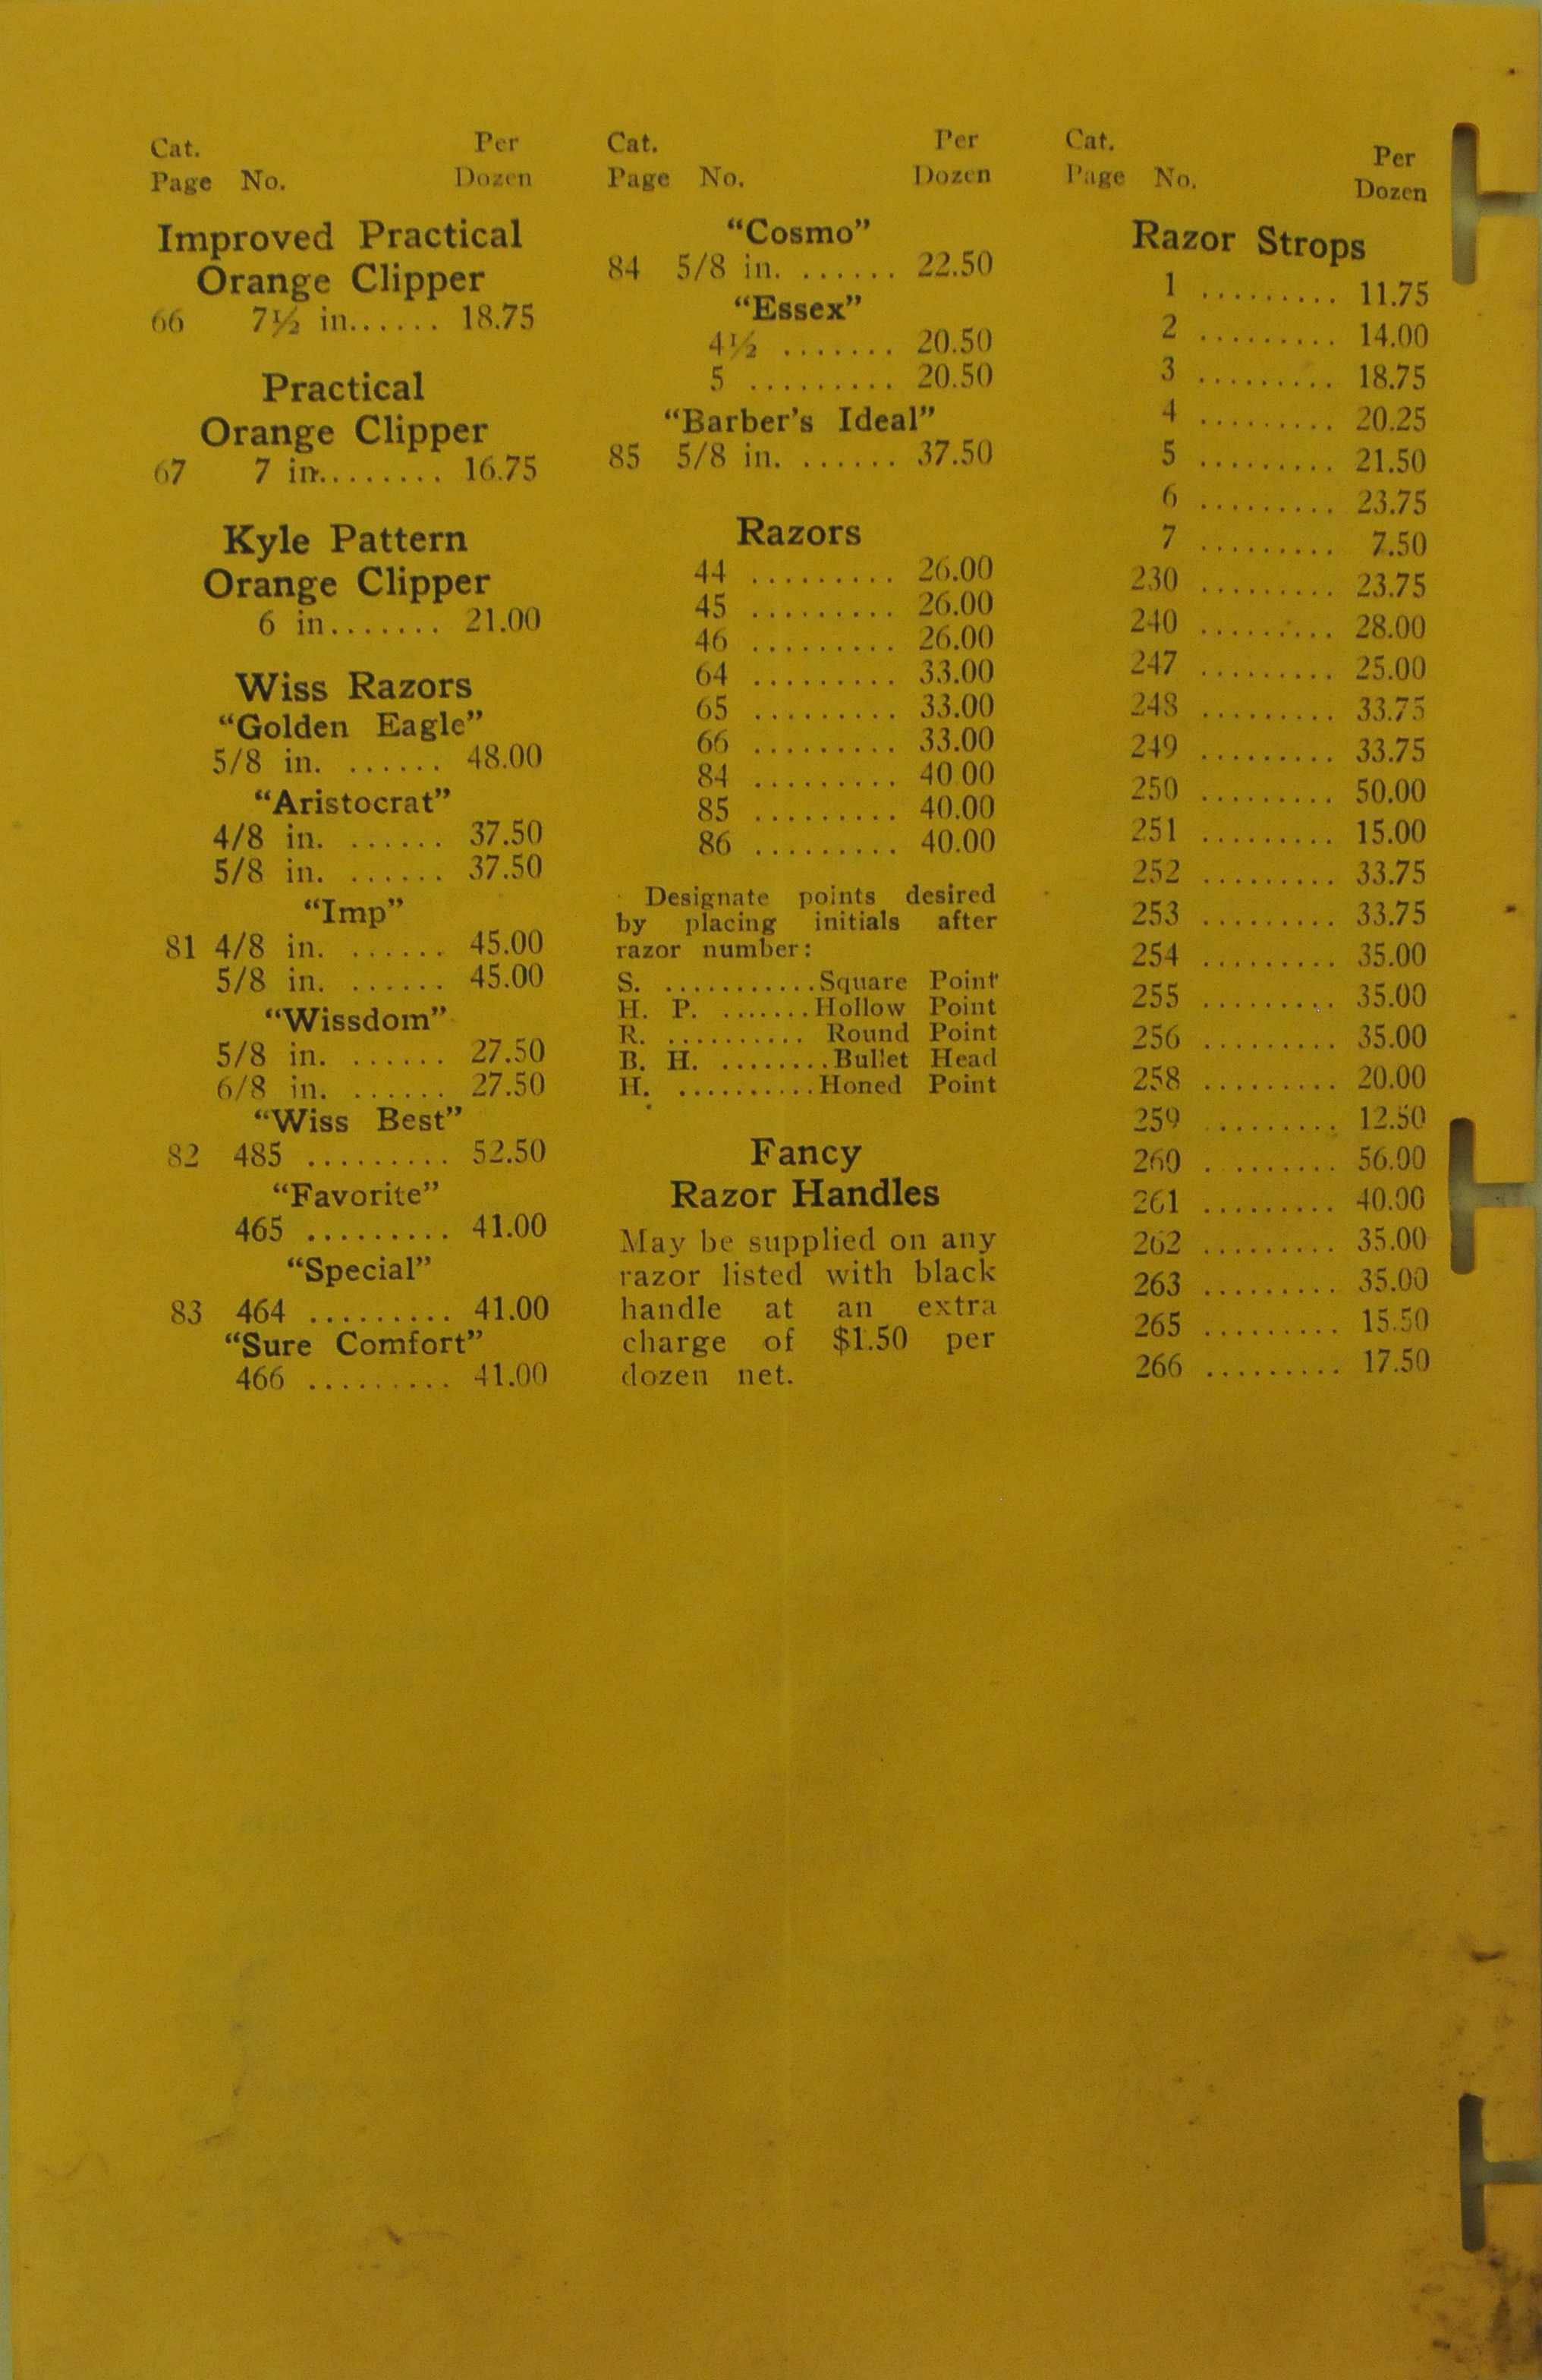 Cat. Per
Page No. Dozen
Improved Practical
Orange Clipper
66 7½ in...... 18.75
Practical
Orange Clipper
67 7 in........ 16.75
Kyle Pattern
Orange Clipper
6 in....... 21.00
Wiss Razors
“Golden Eagle”
5/8 in. ...... 48.00
“Aristocrat”
4/8 in. ...... 37.50
5/8 in. ...... 37.50
“Imp”
81 4/8 in. ...... 45.00
5/8 in. ...... 45.00
“Wissdom”
5/8 in. ...... 27.50
6/8 in. ...... 27.50
“Wiss Best”
82 485 ......... 52.50
“Favorite”
465 ......... 41.00
“Special”
83 464 ......... 41.00
“Sure Comfort”
466 ......... 41.00
Cat. Per
Page No. Dozen
“Cosmo”
84 5/8 in. ...... 22.50
“Essex”
4½ ....... 20.50
5 ......... 20.50
“Barber's Ideal”
85 5/8 in. ...... 37.50
Razors
44 ......... 26.00
45 ......... 26.00
46 ......... 26.00
64 ......... 33.00
65 ......... 33.00
66 ......... 33.00
84 ......... 40 00
85 ......... 40.00
86 ......... 40.00
Designate points desired
by placing initials after
razor number:
S. ............Square Point
H. P. .......Hollow Point
R. ........... Round Point
B. H. ........Bullet Head
H. ...........Honed Point
Fancy
Razor Handles
May be supplied on any
razor listed with black
handle at an extra
charge of $1.50 per
dozen net.
Cat. Per
Page No. Dozen
Razor Strops
1 ......... 11.75
2 ......... 14.00
3 ......... 18.75
4 ......... 20.25
5 ......... 21.50
6 ......... 23.75
7 ......... 7.50
230 ......... 23.75
240 ......... 28.00
247 ......... 25.00
248 ......... 33.75
249 ......... 33.75
250 ......... 50.00
251 ......... 15.00
252 ......... 33.75
253 ......... 33.75
254 ......... 35.00
255 ......... 35.00
256 ......... 35.00
258 ......... 20.00
259 ......... 12.50
260 . ....... 56.00
261 ......... 40.00
262 ......... 35.00
263 ......... 35.00
265 ......... 15.50
266 ......... 17.50